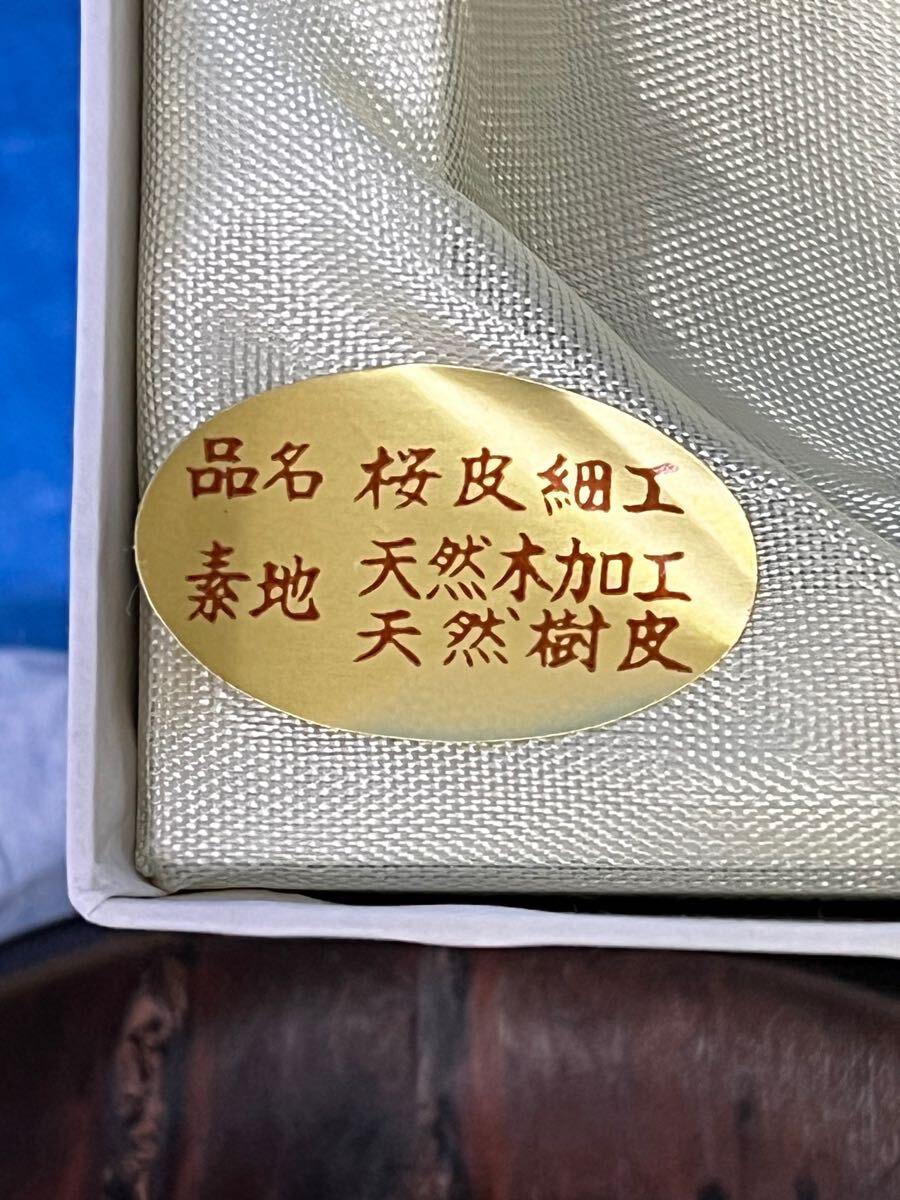 品名 桜皮細工
素地 天然木加工
天然樹皮